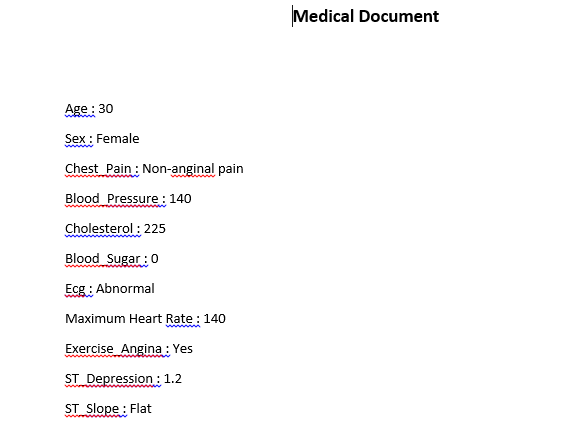 Medical Document
Age : 30
Sex : Female
Chest_Pain : Non-anginal pain
Blood_Pressure : 140
Cholesterol : 225
Blood_Sugar : 0
Ecg : Abnormal
Maximum Heart Rate : 140
Exercise_Angina : Yes
ST_Depression : 1.2
ST_Slope : Flat